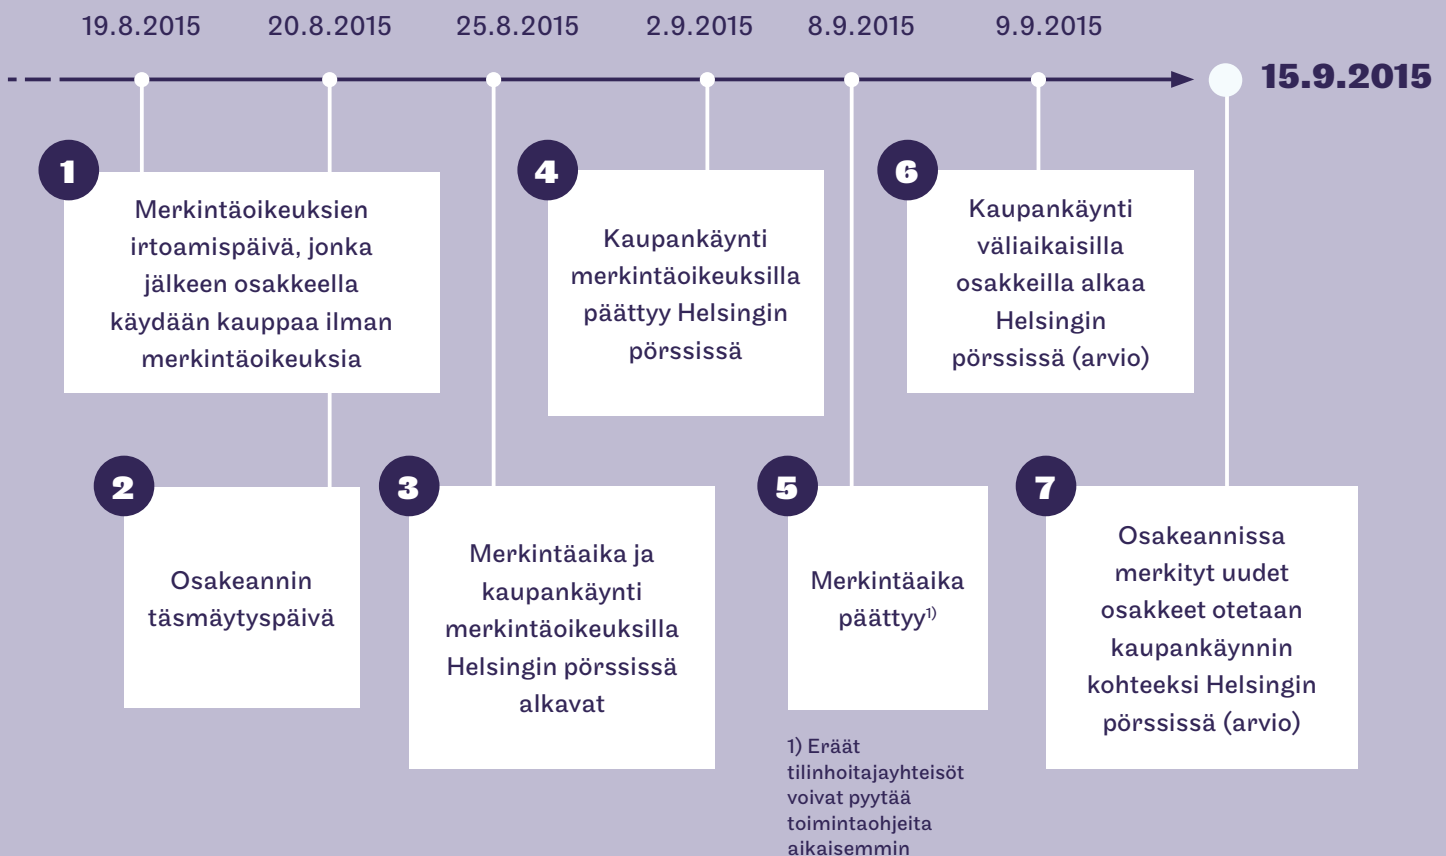 19.8.2015 20.8.2015 25.8.2015 2.9.2015 8.9.2015 9.9.2015
15.9.2015
1
Merkintäoikeuksien
irtoamispäivä, jonka
jälkeen osakkeella
käydään kauppaa ilman
merkintäoikeuksia
4
Kaupankäynti
merkintäoikeuksilla
päättyy Helsingin
pörssissä
6
Kaupankäynti
väliaikaisilla
osakkeilla alkaa
Helsingin
pörssissä (arvio)
2
Osakeannin
täsmäytyspäivä
3
Merkintäaika ja
kaupankäynti
merkintäoikeuksilla
Helsingin pörssissä
alkavat
5
Merkintäaika
päättyy1)
1) Eräät
tilinhoitajayhteisöt
voivat pyytää
toimintaohjeita
aikaisemmin
7
Osakeannissa
merkityt uudet
osakkeet otetaan
kaupankäynnin
kohteeksi Helsingin
pörssissä (arvio)